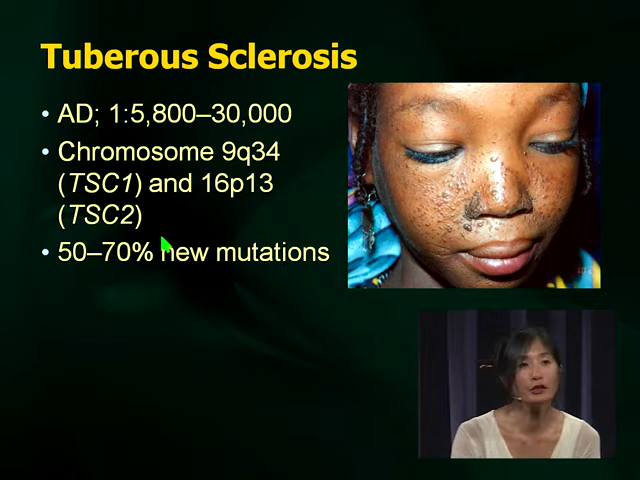 Tuberous Sclerosis
• AD; 1:5,800–30,000
• Chromosome 9q34
(TSC1) and 16p13
(TSC2)
• 50–70% new mutations